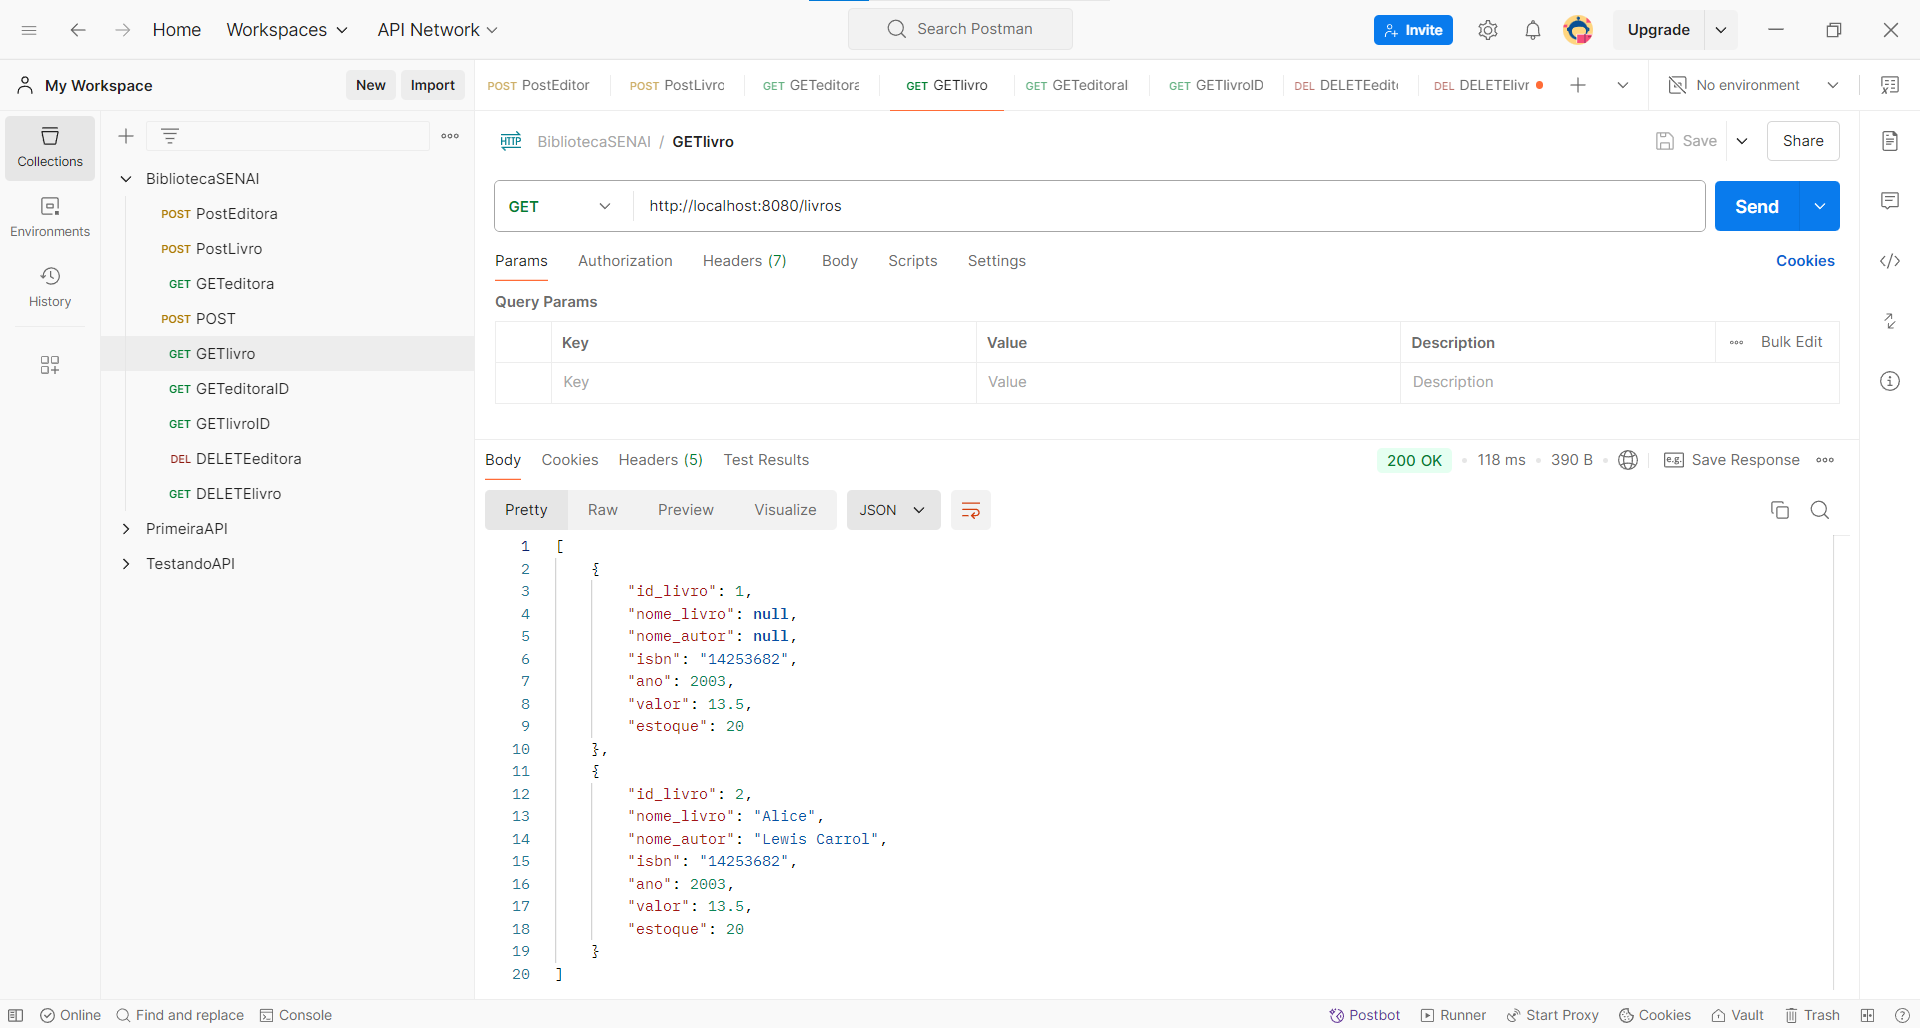 Home Workspaces API Network Search Postman Invite Upgrade
My Workspace New Import
POST PostEditor POST PostLivro GET GETeditora GET GETlivro GET GETeditoraI GET GETlivroID DEL DELETEedito DEL DELETElivr No environment
Collections
Environments
History
BibliotecaSENAI
POST PostEditora
POST PostLivro
GET GETeditora
POST POST
GET GETlivro
GET GETeditoraID
GET GETlivroID
DEL DELETEeditora
GET DELETElivro
PrimeiraAPI
TestandoAPI
HTTP BibliotecaSENAI / GETlivro Save Share
GET http://localhost:8080/livros Send
Params Authorization Headers (7) Body Scripts Settings Cookies
Query Params
Key Value Description Bulk Edit
Key Value Description
Body Cookies Headers (5) Test Results 200 OK 118 ms 390 B e.g. Save Response
Pretty Raw Preview Visualize JSON
1 [
2 {
3 "id_livro": 1,
4 "nome_livro": null,
5 "nome_autor": null,
6 "isbn": "14253682",
7 "ano": 2003,
8 "valor": 13.5,
9 "estoque": 20
10 },
11 {
12 "id_livro": 2,
13 "nome_livro": "Alice",
14 "nome_autor": "Lewis Carrol",
15 "isbn": "14253682",
16 "ano": 2003,
17 "valor": 13.5,
18 "estoque": 20
19 }
20 ]
Online Find and replace Console Postbot Runner Start Proxy Cookies Vault Trash